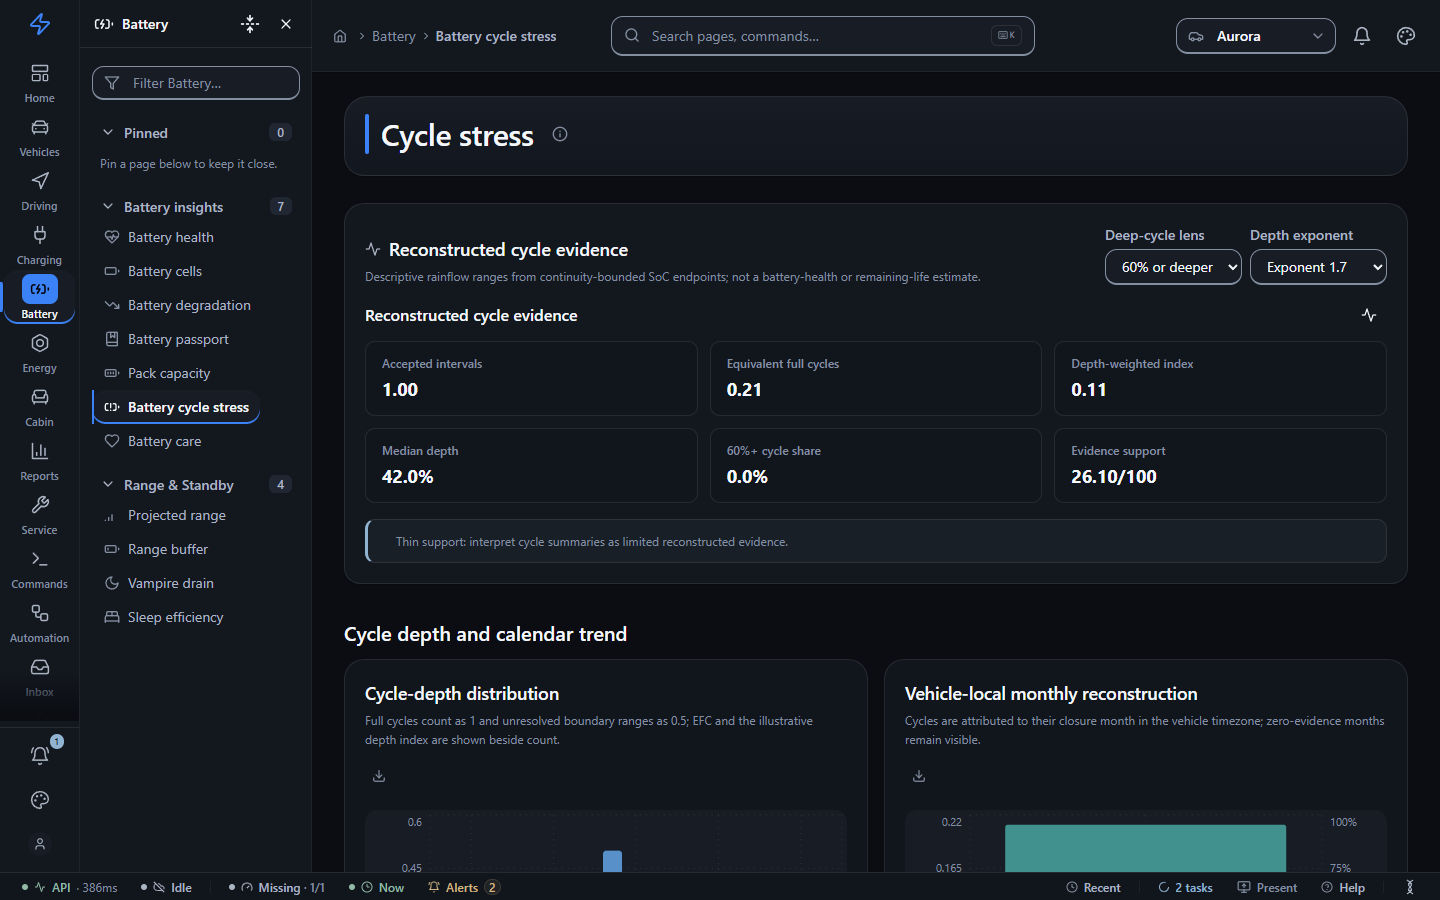 Battery
Home
Vehicles
Driving
Charging
Battery
Energy
Cabin
Reports
Service
Commands
Automation
Inbox
1
Filter Battery...
Pinned
0
Pin a page below to keep it close.
Battery insights
7
Battery health
Battery cells
Battery degradation
Battery passport
Pack capacity
Battery cycle stress
Battery care
Range & Standby
4
Projected range
Range buffer
Vampire drain
Sleep efficiency
Battery
Battery cycle stress
Search pages, commands...
K
Aurora
Cycle stress
Reconstructed cycle evidence
Descriptive rainflow ranges from continuity-bounded SoC endpoints; not a battery-health or remaining-life estimate.
Deep-cycle lens
60% or deeper
Depth exponent
Exponent 1.7
Reconstructed cycle evidence
Accepted intervals
1.00
Equivalent full cycles
0.21
Depth-weighted index
0.11
Median depth
42.0%
60%+ cycle share
0.0%
Evidence support
26.10/100
Thin support: interpret cycle summaries as limited reconstructed evidence.
Cycle depth and calendar trend
Cycle-depth distribution
Full cycles count as 1 and unresolved boundary ranges as 0.5; EFC and the illustrative
depth index are shown beside count.
0.6
0.45
Vehicle-local monthly reconstruction
Cycles are attributed to their closure month in the vehicle timezone; zero-evidence months
remain visible.
0.22
100%
0.165
75%
API · 386ms
Idle
Missing · 1/1
Now
Alerts 2
Recent
2 tasks
Present
Help